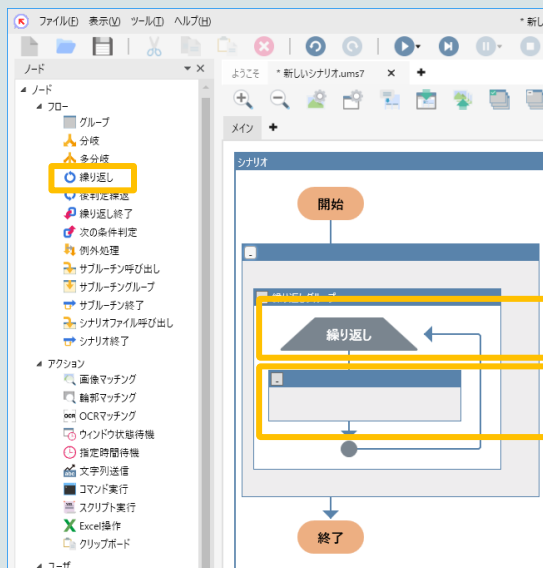 ファイル(F) 表示(V) ツール(T) ヘルプ(H)
* 新し
ノード
ようこそ * 新しいシナリオ.ums7
ノード
フロー
グループ
分岐
多分岐
繰り返し
後判定繰返
繰り返し終了
次の条件判定
例外処理
サブルーチン呼び出し
サブルーチングループ
サブルーチン終了
シナリオファイル呼び出し
シナリオ終了
アクション
画像マッチング
輪郭マッチング
OCRマッチング
ウィンドウ状態待機
指定時間待機
文字列送信
コマンド実行
スクリプト実行
Excel操作
クリップボード
ユーザ
メイン
シナリオ
開始
繰り返しグループ
繰り返し
終了